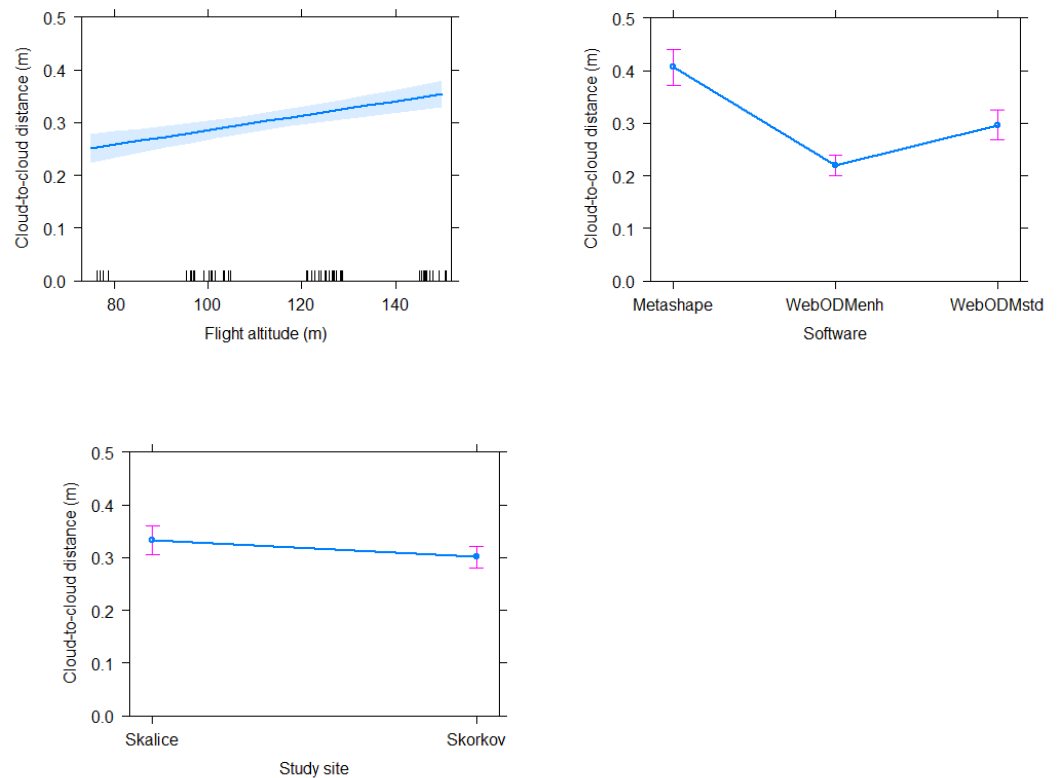 Cloud-to-cloud distance (m)
0.5
0.4
0.3
0.2
0.1
0.0
80 100 120 140
Flight altitude (m)
Cloud-to-cloud distance (m)
0.5
0.4
0.3
0.2
0.1
0.0
Metashape WebODMenh WebODMstd
Software
Cloud-to-cloud distance (m)
0.5
0.4
0.3
0.2
0.1
0.0
Skalice Skorkov
Study site